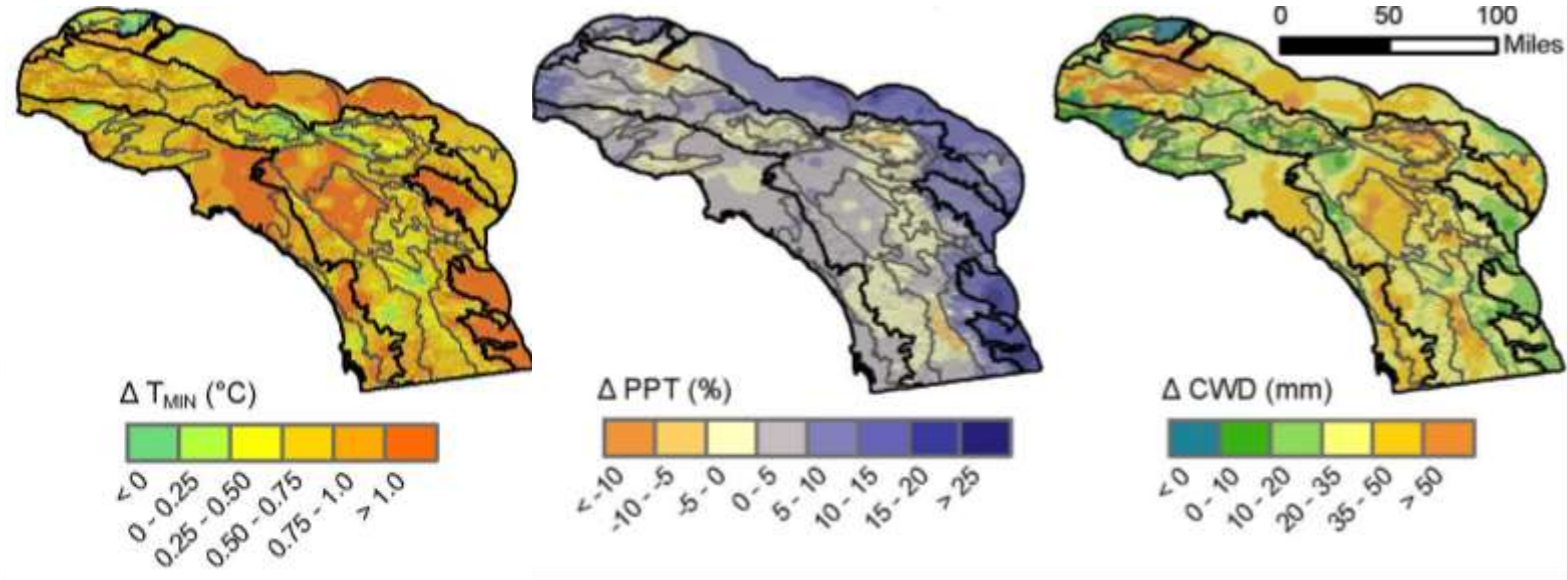 0 50 100
Miles
Δ TMIN (°C)
< 0
0 - 0.25
0.25 - 0.50
0.50 - 0.75
0.75 - 1.0
> 1.0
Δ PPT (%)
< -10
-10 - -5
-5 - 0
0 - 5
5 - 10
10 - 15
15 - 20
> 25
Δ CWD (mm)
< 0
0 - 10
10 - 20
20 - 35
35 - 50
> 50